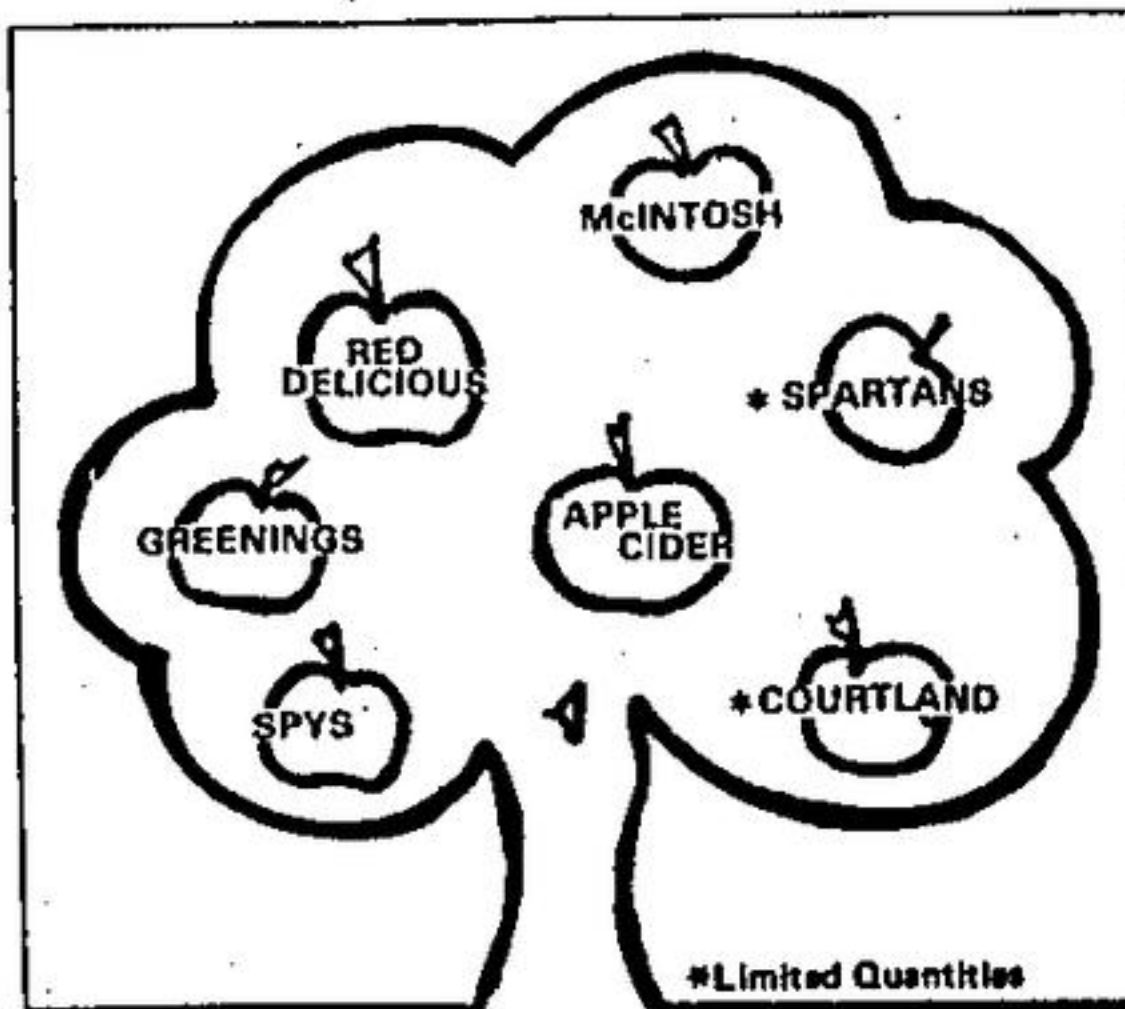 McINTOSH
RED
DELICIOUS
* SPARTANS
GREENINGS
APPLE
CIDER
SPYS
*COURTLAND
*Limited Quantities